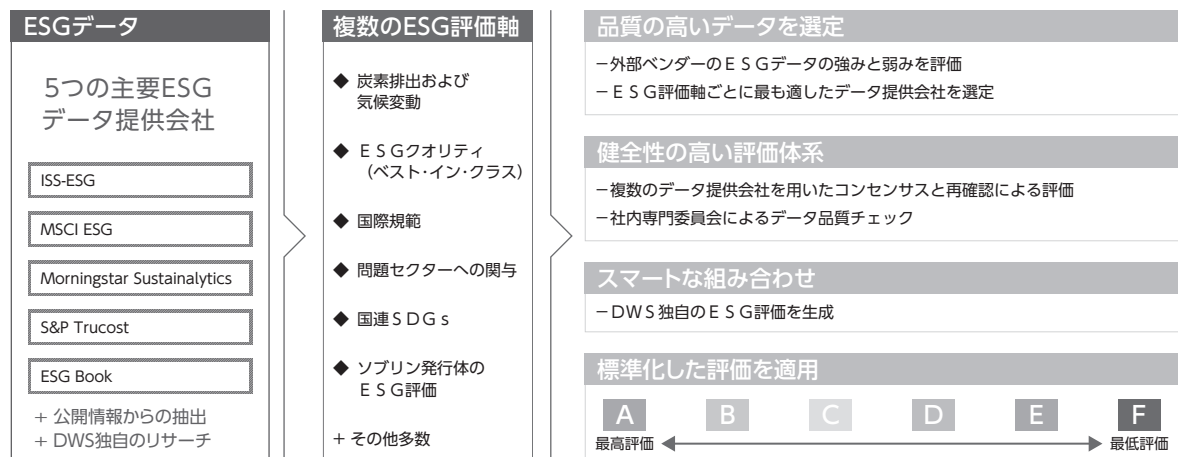 ESGデータ
5つの主要ESG
データ提供会社
ISS-ESG
MSCI ESG
Morningstar Sustainalytics
S&P Trucost
ESG Book
+ 公開情報からの抽出
+ DWS独自のリサーチ
複数のESG評価軸
◆ 炭素排出および
気候変動
◆ ESGクオリティ
(ベスト・イン・クラス)
◆ 国際規範
◆ 問題セクターへの関与
◆ 国連SDGs
◆ ソブリン発行体の
ESG評価
+ その他多数
品質の高いデータを選定
-外部ベンダーのESGデータの強みと弱みを評価
-ESG評価軸ごとに最も適したデータ提供会社を選定
健全性の高い評価体系
-複数のデータ提供会社を用いたコンセンサスと再確認による評価
-社内専門委員会によるデータ品質チェック
スマートな組み合わせ
-DWS独自のESG評価を生成
標準化した評価を適用
A B C D E F
最高評価 最低評価